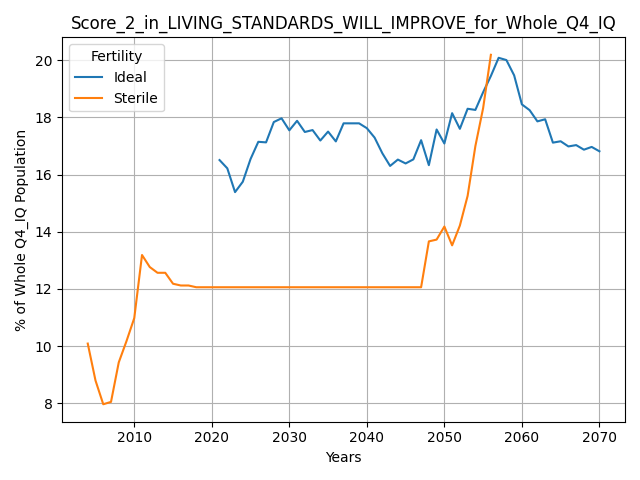 Score_2_in_LIVING_STANDARDS_WILL_IMPROVE_for_Whole_Q4_IQ
Fertility
Ideal
Sterile
% of Whole Q4_IQ Population
20
18
16
14
12
10
8
2010 2020 2030 2040 2050 2060 2070
Years